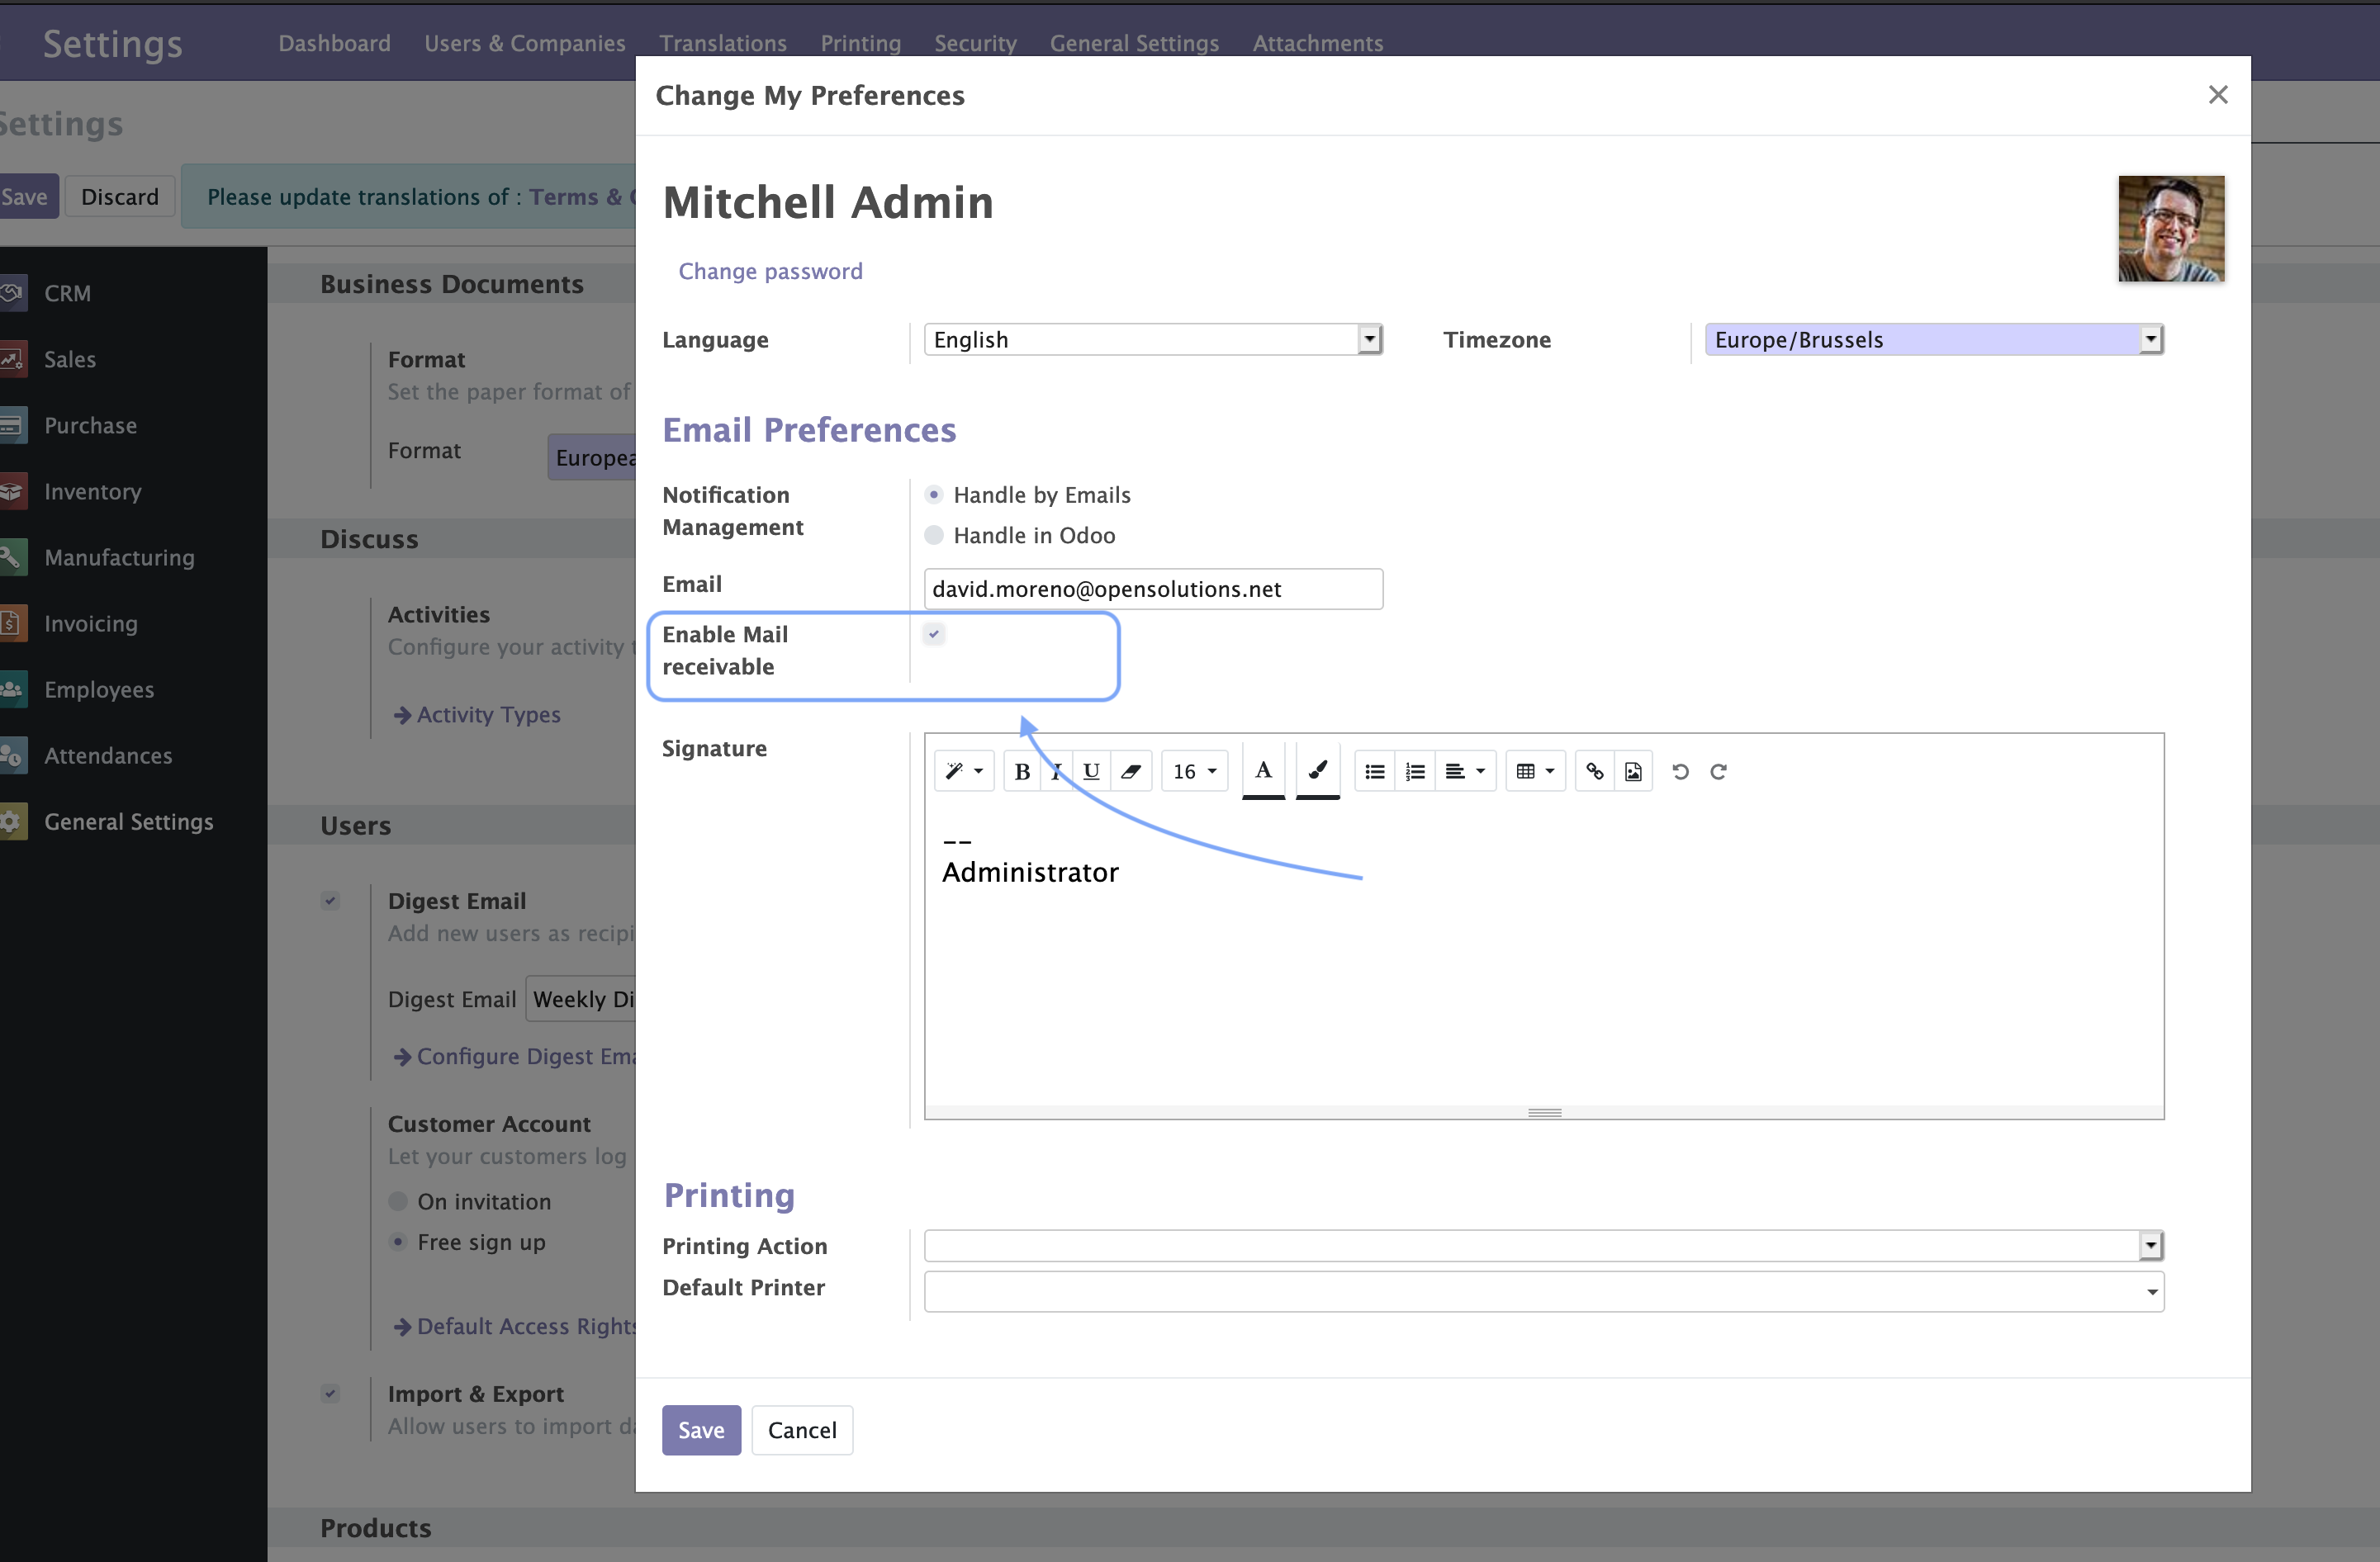 Settings
Dashboard
Users & Companies
Translations
Printing
Security
General Settings
Attachments
Settings
Save
Discard
Please update translations of : Terms &
CRM
Sales
Purchase
Inventory
Manufacturing
Invoicing
Employees
Attendances
General Settings
Business Documents
Format
Set the paper format of
Format
Discuss
Activities
Configure your activity
Activity Types
Users
Digest Email
Add new users as
Digest Email
Weekly
Configure Digest
Customer Account
Let your customers log
On invitation
Free sign up
Default Access Rights
Import & Export
Allow users to import
Products
Change My Preferences
Mitchell Admin
Change password
Language
English
Timezone
Europe/Brussels
Email Preferences
Notification
Management
Handle by Emails
Handle in Odoo
Email
david.moreno@opensolutions.net
Enable Mail
receivable
Signature
B
I
U
16
A
--
Administrator
Printing
Printing Action
Default Printer
Save
Cancel